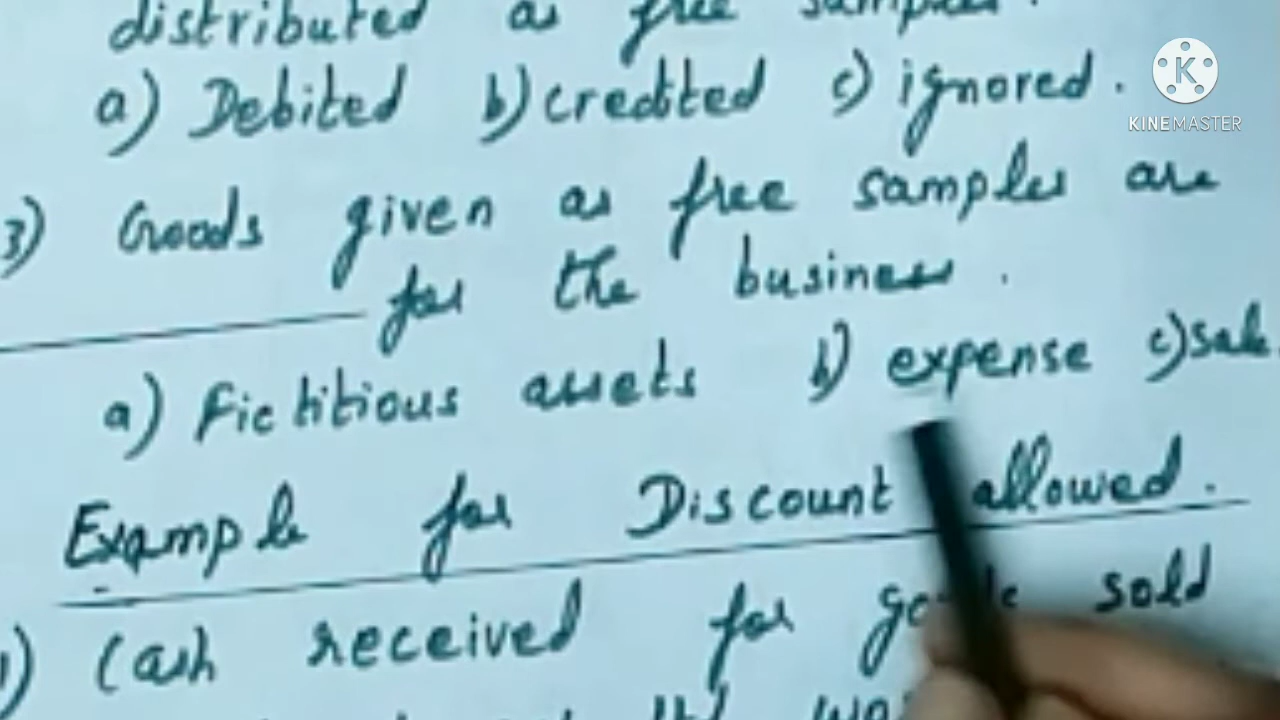 distributed as free samples.
a) Debited b) credited c) ignored.
3) Goods given as free samples are
for the business.
a) Fictitious assets b) expense c) sale.
Example for Discount allowed.
1) Cash received for goods sold
KINEMASTER